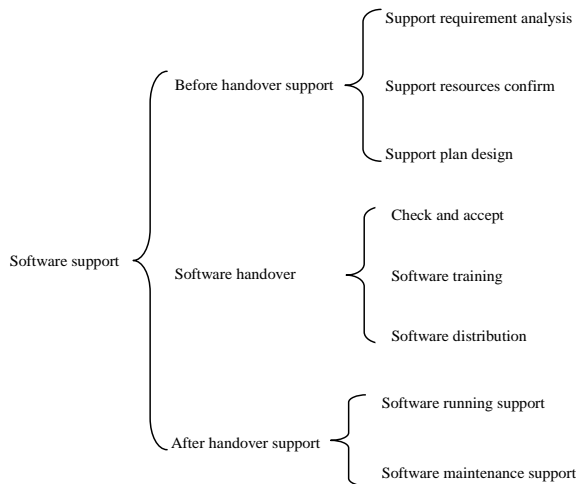 Support requirement analysis
Before handover support
Support resources confirm
Support plan design
Check and accept
Software support
Software handover
Software training
Software distribution
Software running support
After handover support
Software maintenance support